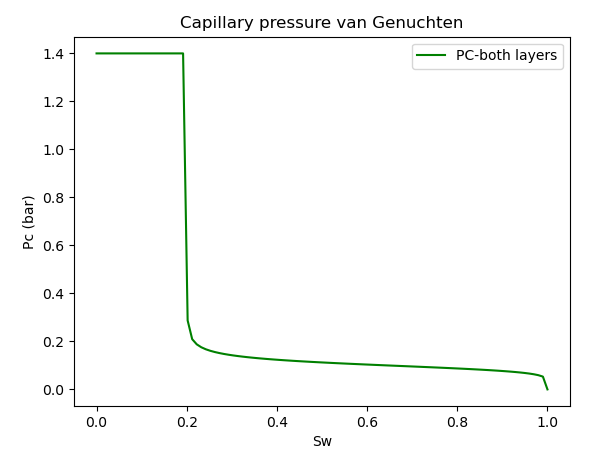 Capillary pressure van Genuchten
PC-both layers
Pc (bar)
1.4
1.2
1.0
0.8
0.6
0.4
0.2
0.0
0.0 0.2 0.4 0.6 0.8 1.0
Sw